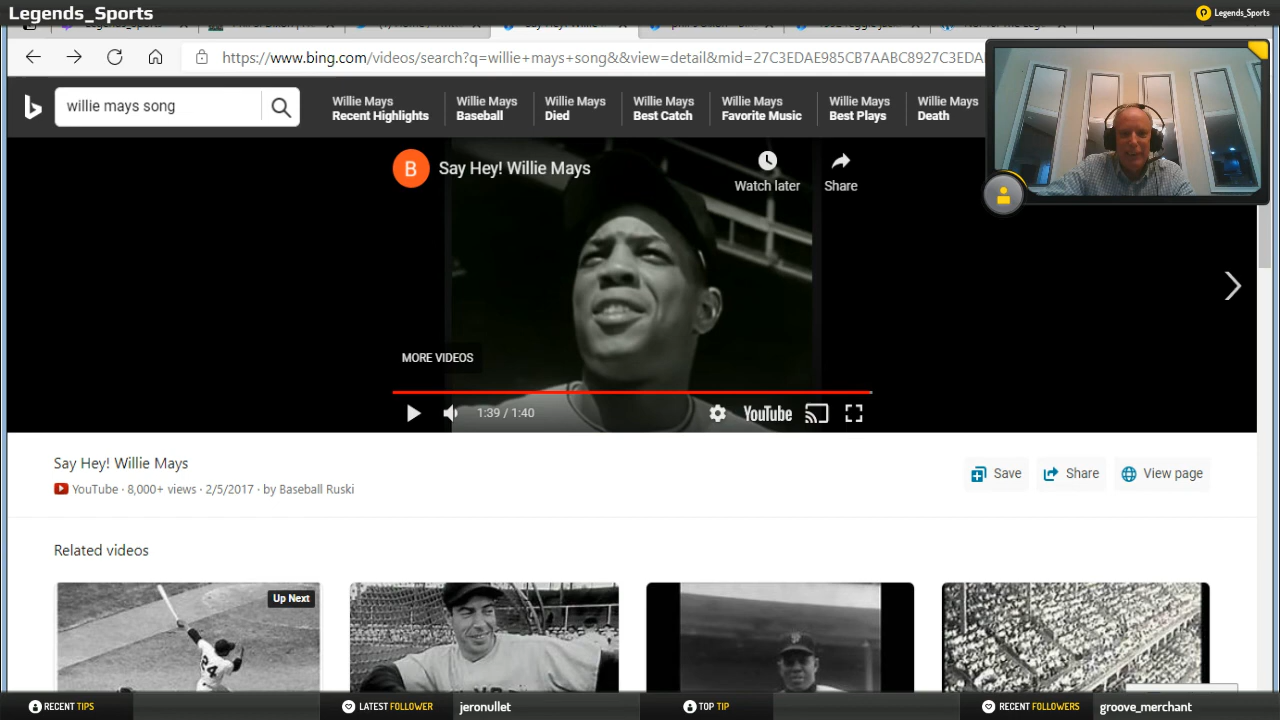 Legends_Sports
Legends_Sports
https://www.bing.com/videos/search?q=willie+mays+song&&view=detail&mid=27C3EDAE985CB7AABC8927C3EDA
willie mays song
Willie Mays
Recent Highlights
Willie Mays
Baseball
Willie Mays
Died
Willie Mays
Best Catch
Willie Mays
Favorite Music
Willie Mays
Best Plays
Willie Mays
Death
B
Say Hey! Willie Mays
Watch later
Share
MORE VIDEOS
1:39 / 1:40
YouTube
Say Hey! Willie Mays
YouTube · 8,000+ views · 2/5/2017 · by Baseball Ruski
Save
Share
View page
Related videos
Up Next
24
RECENT TIPS
LATEST FOLLOWER
jeronullet
TOP TIP
RECENT FOLLOWERS
groove_merchant